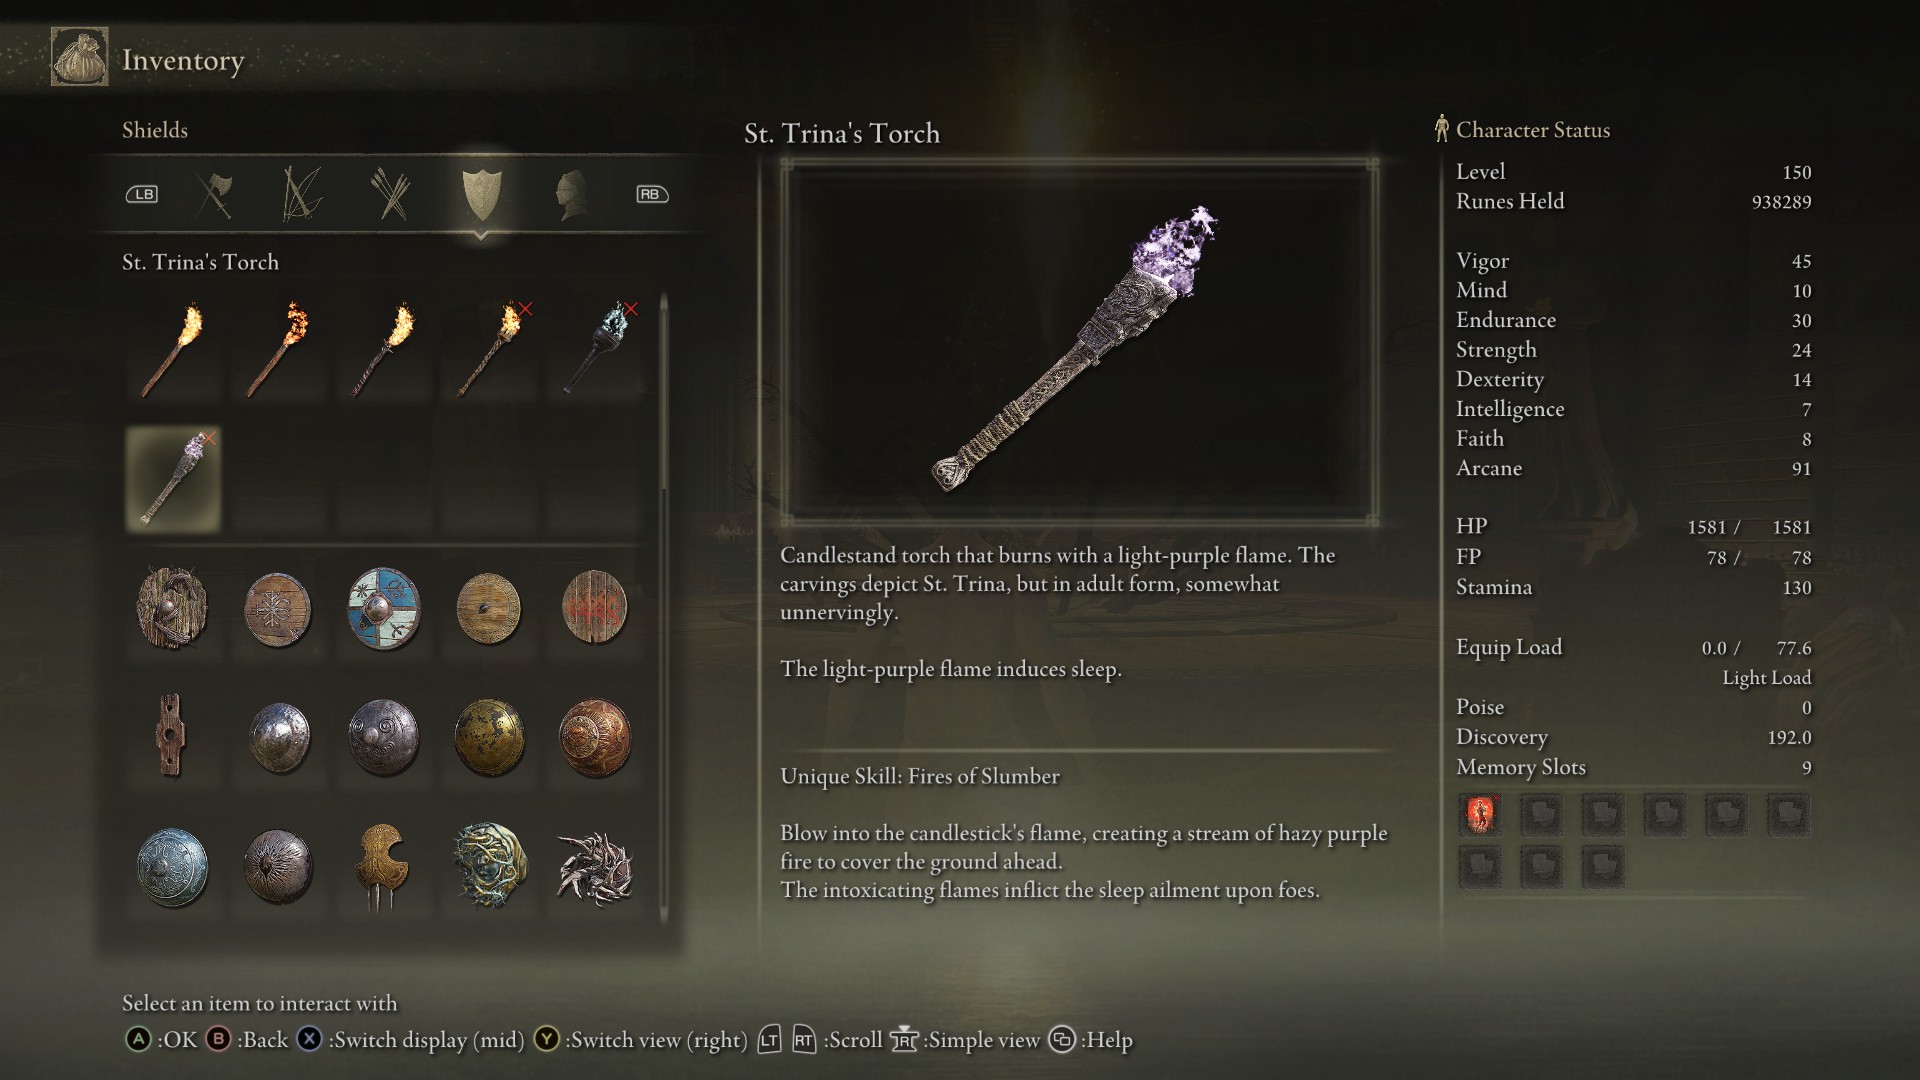 Inventory
Shields
LB
RB
St. Trina's Torch
St. Trina's Torch
Candlestand torch that burns with a light-purple flame. The
carvings depict St. Trina, but in adult form, somewhat
unnervingly.
The light-purple flame induces sleep.
Unique Skill: Fires of Slumber
Blow into the candlestick's flame, creating a stream of hazy purple
fire to cover the ground ahead.
The intoxicating flames inflict the sleep ailment upon foes.
Character Status
Level 150
Runes Held 938289
Vigor 45
Mind 10
Endurance 30
Strength 24
Dexterity 14
Intelligence 7
Faith 8
Arcane 91
HP 1581 / 1581
FP 78 / 78
Stamina 130
Equip Load 0.0 / 77.6
Light Load
Poise 0
Discovery 192.0
Memory Slots 9
Select an item to interact with
A :OK B :Back X :Switch display (mid) Y :Switch view (right) LT RT :Scroll R :Simple view :Help